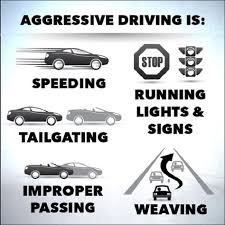 AGGRESSIVE DRIVING IS:
SPEEDING
STOP
RUNNING
LIGHTS &
SIGNS
TAILGATING
IMPROPER
PASSING
WEAVING